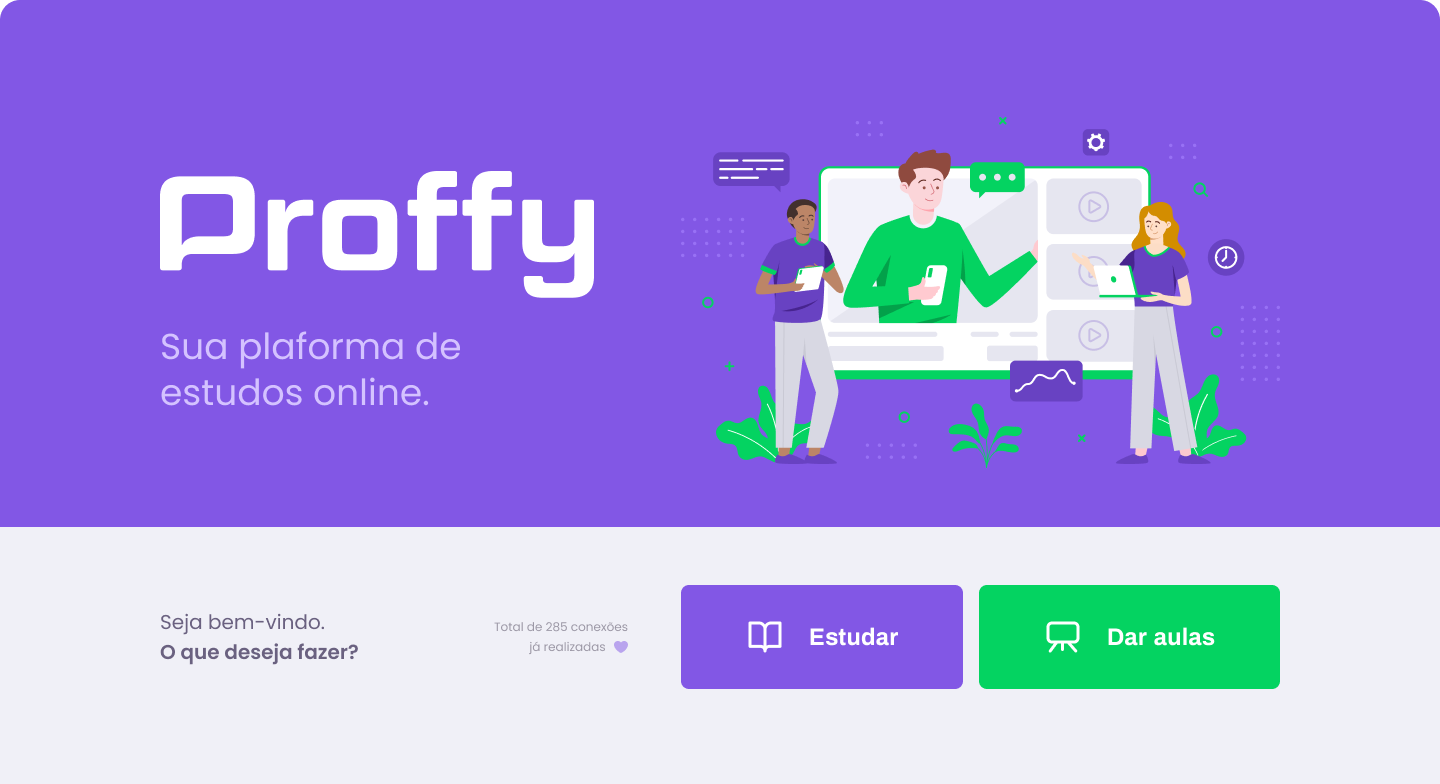 Proffy
Sua plaforma de
estudos online.
Seja bem-vindo.
O que deseja fazer?
Total de 285 conexões
já realizadas
Estudar
Dar aulas